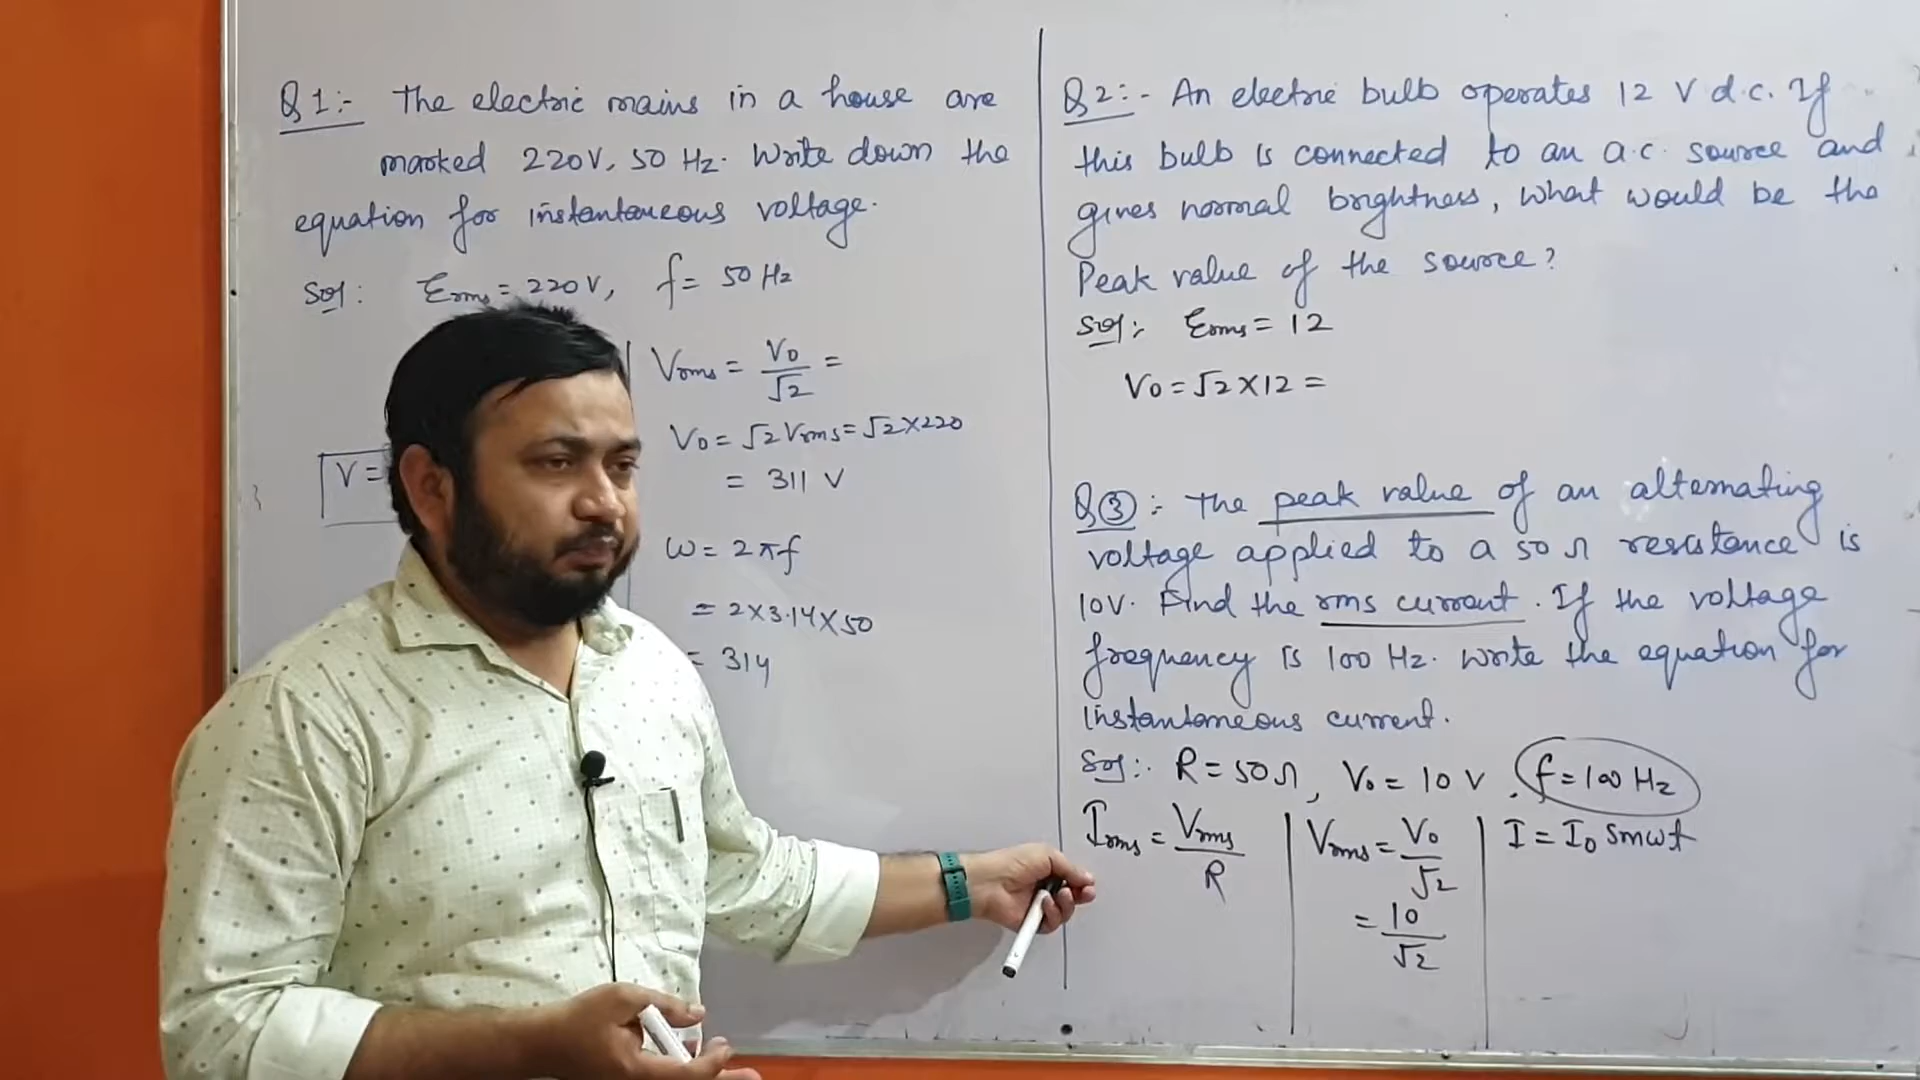 Q1:- The electric mains in a house are
marked 220V, 50 Hz. Write down the
equation for instantaneous voltage.
Sol: Erms = 220V, f = 50 Hz
V =
Vrms = V0/√2 =
V0 = √2 Vrms = √2×220
= 311 V
ω = 2πf
= 2×3.14×50
= 314
Q2:- An electric bulb operates 12 V d.c. If
this bulb is connected to an a.c. source and
gives normal brightness, what would be the
Peak value of the source?
Sol: Erms = 12
V0 = √2×12 =
Q③: The peak value of an alternating
voltage applied to a 50 Ω resistance is
10V. Find the rms current. If the voltage
frequency is 100 Hz. Write the equation for
instantaneous current.
Sol: R = 50Ω, V0 = 10 V, f = 100 Hz
Irms = Vrms/R
Vrms = V0/√2
= 10/√2
I = I0 sinωt